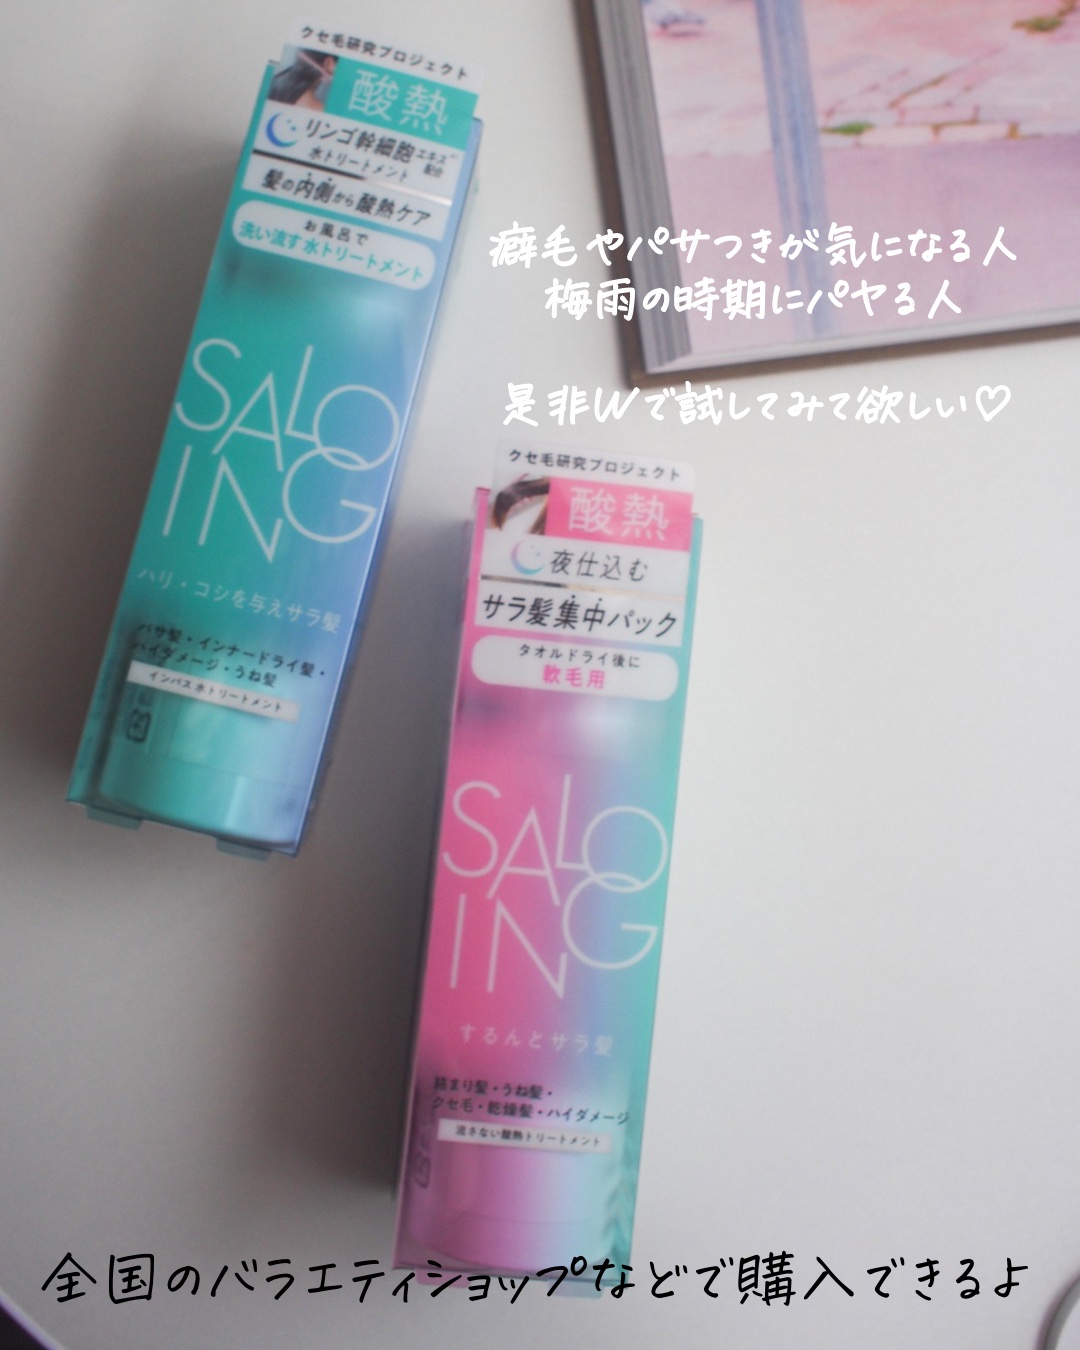 クセ毛研究プロジェクト
酸熱
リンゴ幹細胞エキス配合
水トリートメント
髪の内側から酸熱ケア
お風呂で
洗い流す水トリートメント
SALO
ING
ハリ・コシを与えサラ髪
パサ髪・インナードライ髪・
ハイダメージ・うね髪
インバス 水トリートメント
癖毛やパサつきが気になる人
梅雨の時期にパヤる人
是非Wで試してみて欲しい♡
クセ毛研究プロジェクト
酸熱
夜仕込む
サラ髪集中パック
タオルドライ後に
軟毛用
SALO
ING
するんとサラ髪
絡まり髪・うね髪・
クセ毛・乾燥髪・ハイダメージ
流さない酸熱トリートメント
全国のバラエティショップなどで購入できるよ